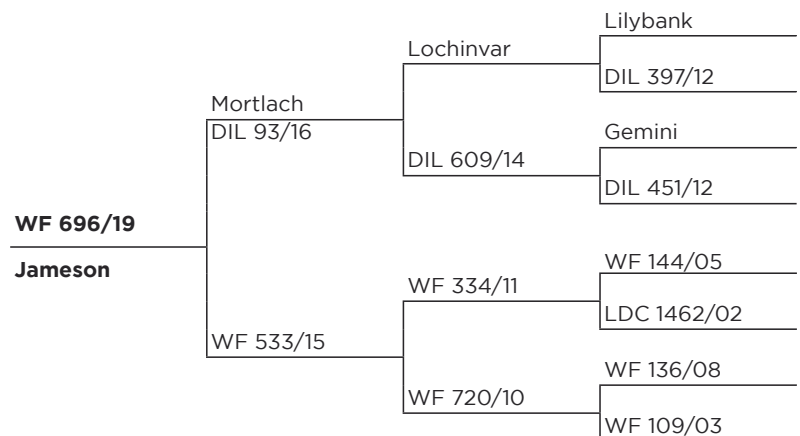 Lilybank
Lochinvar
DIL 397/12
Mortlach
DIL 93/16
Gemini
DIL 609/14
DIL 451/12
WF 696/19
Jameson
WF 144/05
WF 334/11
LDC 1462/02
WF 533/15
WF 136/08
WF 720/10
WF 109/03